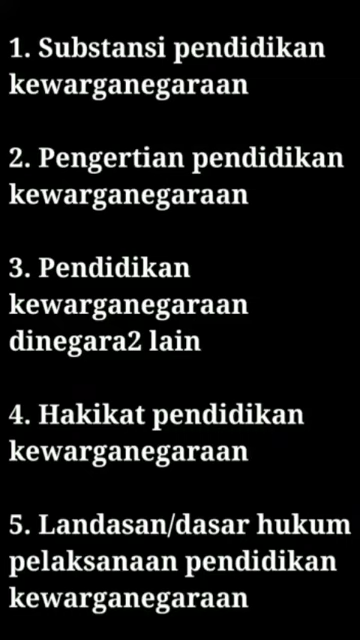 1. Substansi pendidikan
kewarganegaraan
2. Pengertian pendidikan
kewarganegaraan
3. Pendidikan
kewarganegaraan
dinegara2 lain
4. Hakikat pendidikan
kewarganegaraan
5. Landasan/dasar hukum
pelaksanaan pendidikan
kewarganegaraan